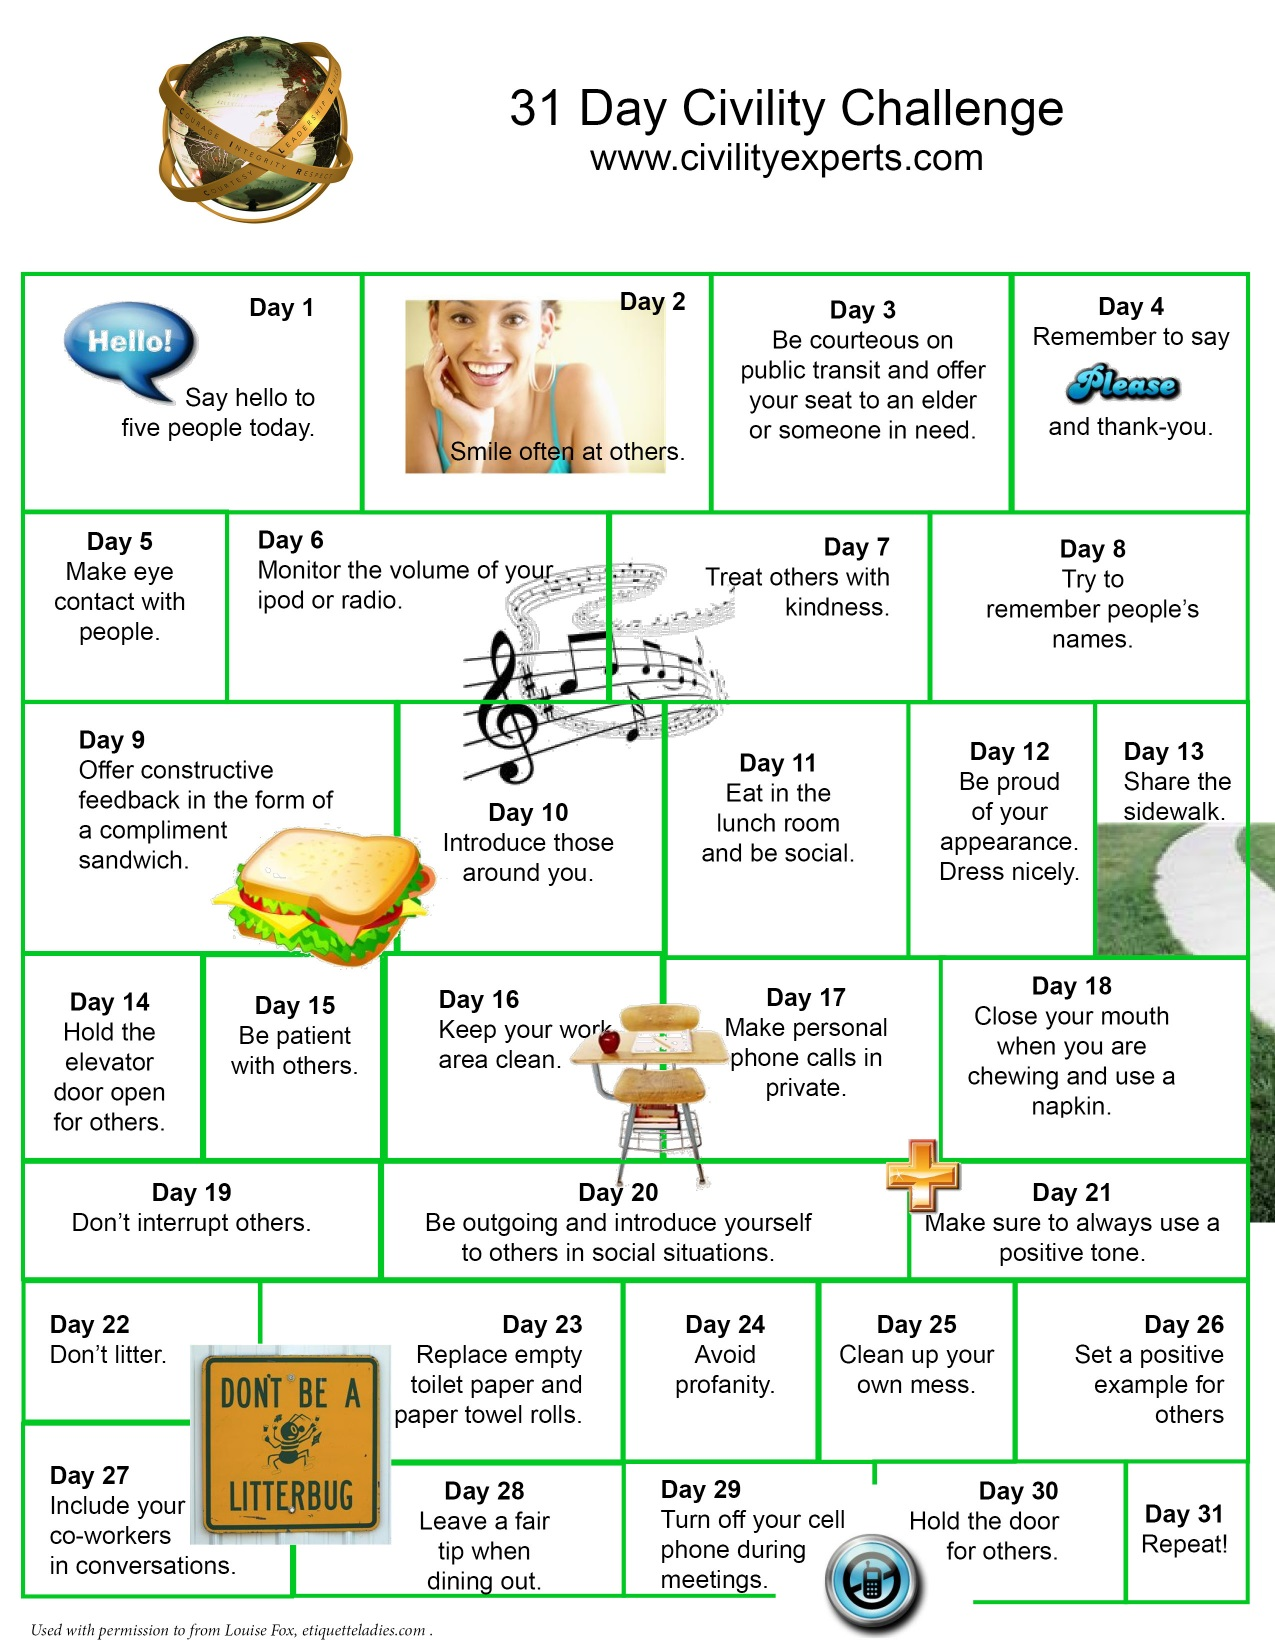 31 Day Civility Challenge
www.civilityexperts.com
COURAGE INTEGRITY RESPECT
COURTESY LEADERSHIP
Day 1
Hello!
Say hello to
five people today.
Day 2
Smile often at others.
Day 3
Be courteous on
public transit and offer
your seat to an elder
or someone in need.
Day 4
Remember to say
Please
and thank-you.
Day 5
Make eye
contact with
people.
Day 6
Monitor the volume of your
ipod or radio.
Day 7
Treat others with
kindness.
Day 8
Try to
remember people's
names.
Day 9
Offer constructive
feedback in the form of
a compliment
sandwich.
Day 10
Introduce those
around you.
Day 11
Eat in the
lunch room
and be social.
Day 12
Be proud
of your
appearance.
Dress nicely.
Day 13
Share the
sidewalk.
Day 14
Hold the
elevator
door open
for others.
Day 15
Be patient
with others.
Day 16
Keep your work
area clean.
Day 17
Make personal
phone calls in
private.
Day 18
Close your mouth
when you are
chewing and use a
napkin.
Day 19
Don't interrupt others.
Day 20
Be outgoing and introduce yourself
to others in social situations.
Day 21
Make sure to always use a
positive tone.
Day 22
Don't litter.
DONT BE A
LITTERBUG
Day 23
Replace empty
toilet paper and
paper towel rolls.
Day 24
Avoid
profanity.
Day 25
Clean up your
own mess.
Day 26
Set a positive
example for
others
Day 27
Include your
co-workers
in conversations.
Day 28
Leave a fair
tip when
dining out.
Day 29
Turn off your cell
phone during
meetings.
Day 30
Hold the door
for others.
Day 31
Repeat!
Used with permission to from Louise Fox, etiquetteladies.com .